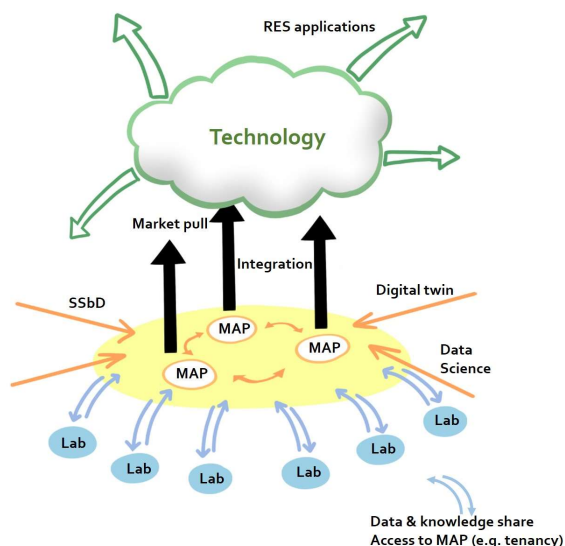 RES applications
Technology
Market pull
Integration
SSbD
Digital twin
MAP
MAP
MAP
Data
Science
Lab
Lab
Lab
Lab
Lab
Lab
Data & knowledge share
Access to MAP (e.g. tenancy)